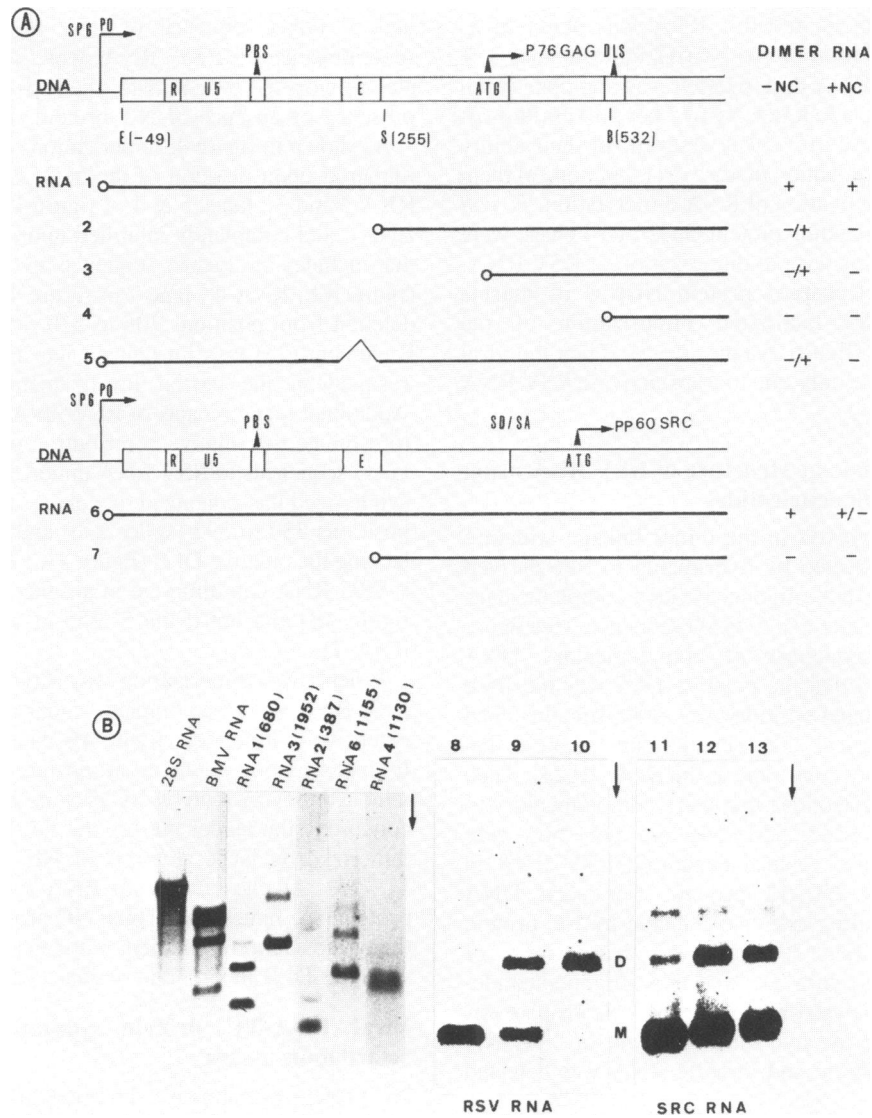 A
SP6 PO
PBS
P76 GAG DLS
DIMER RNA
DNA
R U5 E ATG
−NC +NC
E(−49) S(255) B(532)
RNA 1 + +
2 −/+ −
3 −/+ −
4 − −
5 −/+ −
SP6 PO
PBS
SD/SA
PP60 SRC
DNA
R U5 E ATG
RNA 6 + +/−
7 − −
B
28S RNA
BMV RNA
RNA1(680)
RNA3(1952)
RNA2(387)
RNA6(1155)
RNA4(1130)
8 9 10 11 12 13
D
M
RSV RNA SRC RNA